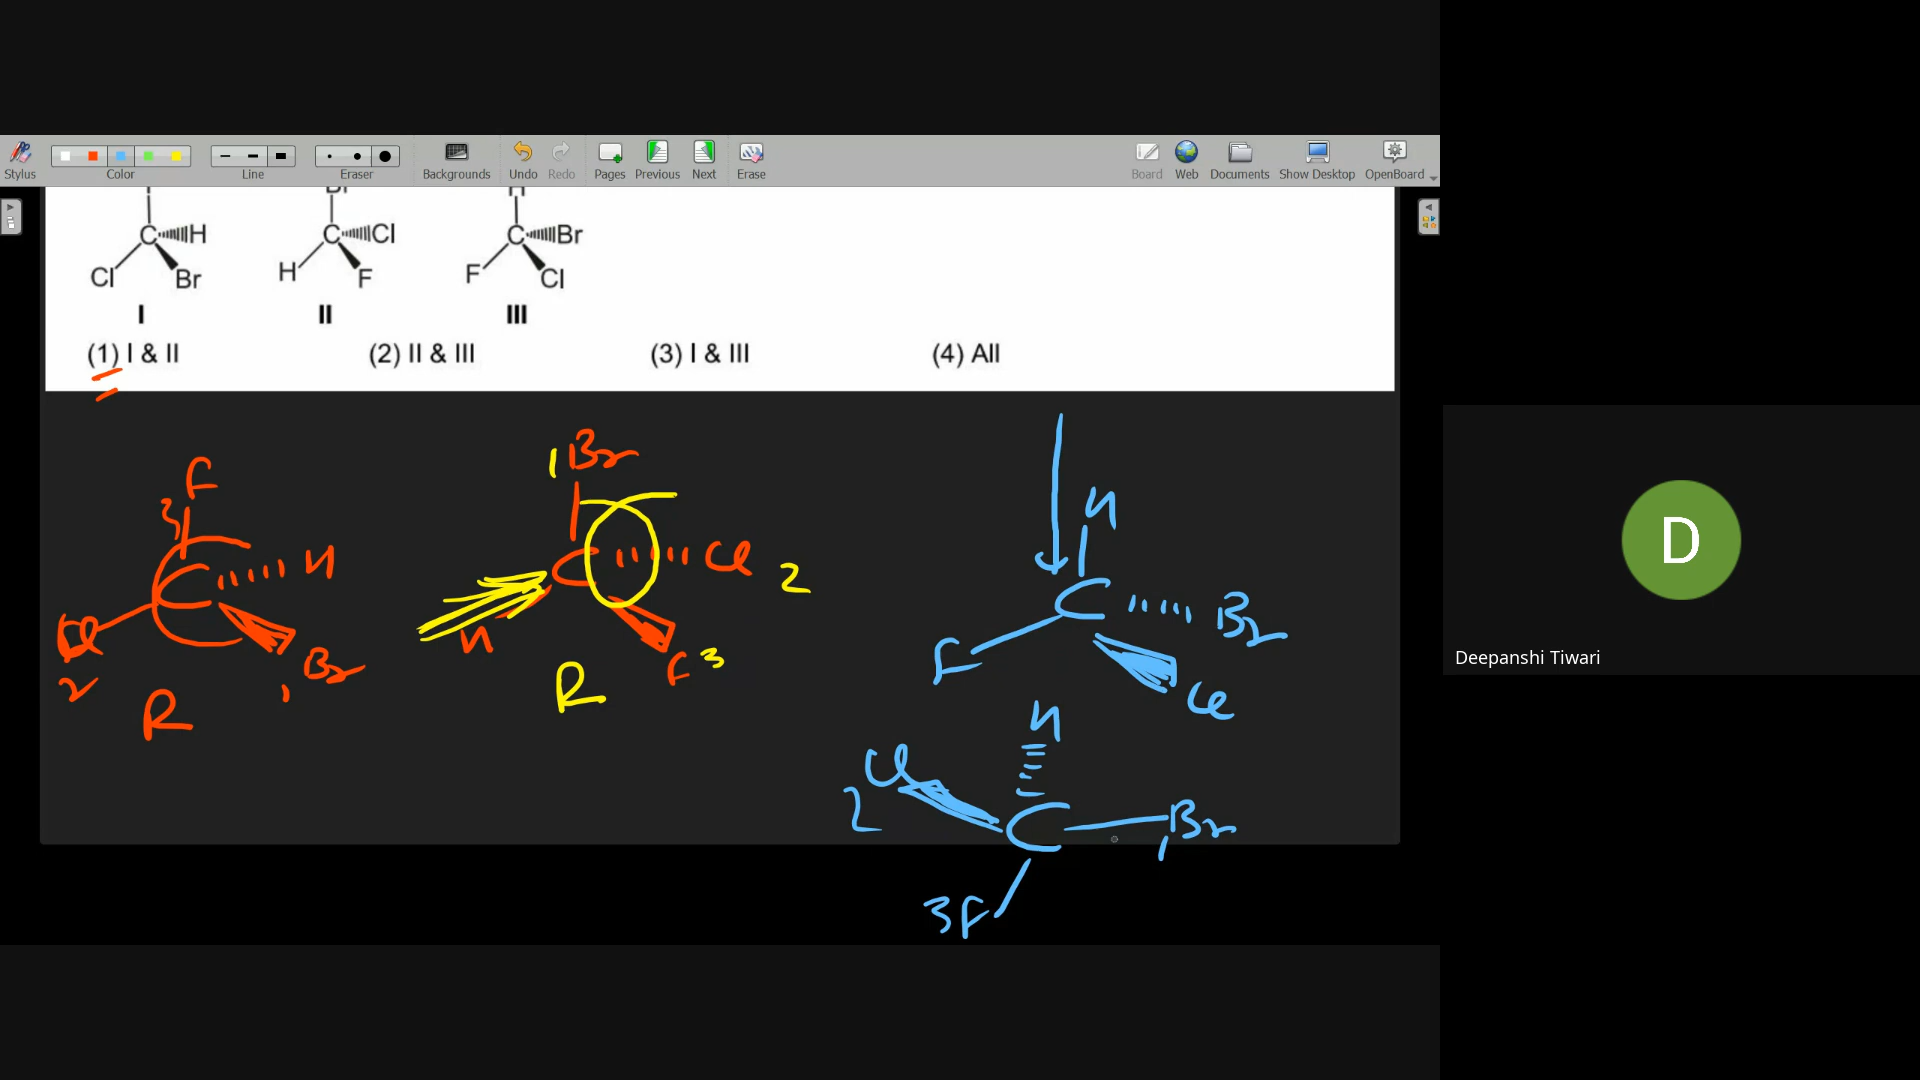 Stylus Color Line Eraser Backgrounds Undo Redo Pages Previous Next Erase Board Web Documents Show Desktop OpenBoard
Br H
C H C Cl C Br
Cl Br H F F Cl
I II III
(1) I & II (2) II & III (3) I & III (4) All
F
3
C H
Cl
2
Br
1
R
1 Br
C Cl 2
H
F 3
R
H
C Br
F
Cl
H
Cl
2
C Br
1
3 F
D
Deepanshi Tiwari